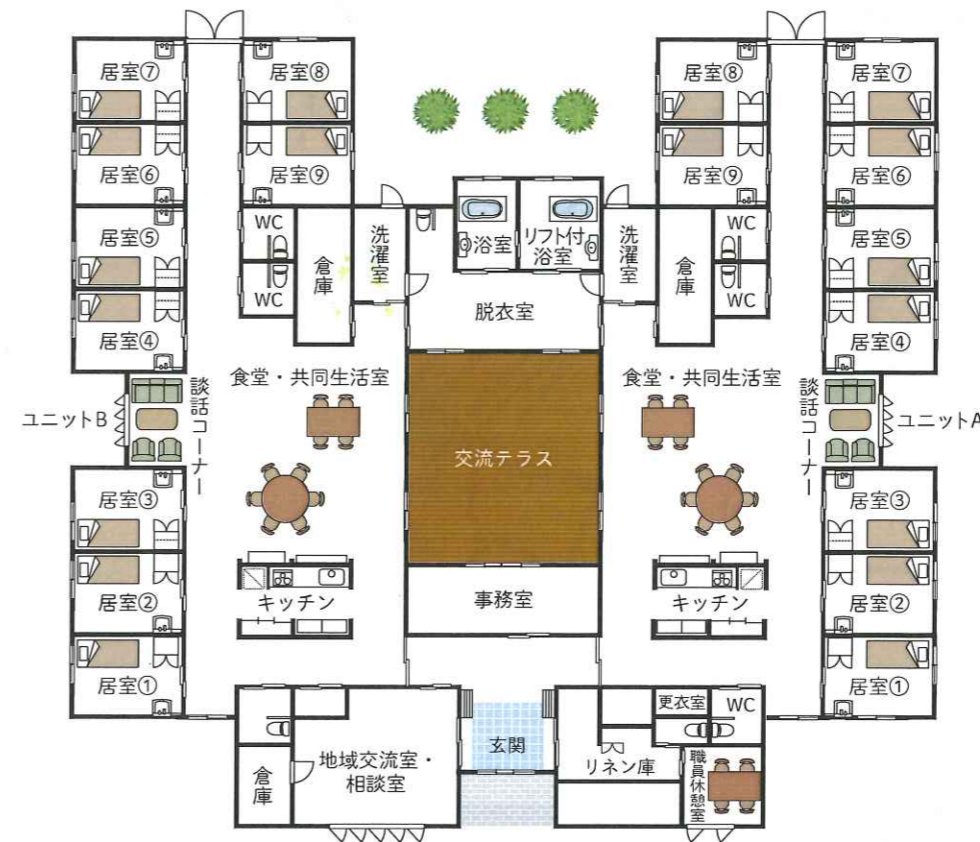 居室⑦
居室⑧
居室⑧
居室⑦
居室⑥
居室⑨
居室⑨
居室⑥
居室⑤
WC
倉庫
洗濯室
浴室
リフト付
浴室
洗濯室
倉庫
WC
居室⑤
WC
WC
居室④
脱衣室
居室④
食堂・共同生活室
食堂・共同生活室
ユニットB
談話コーナー
談話コーナー
ユニットA
交流テラス
居室③
居室③
居室②
キッチン
事務室
キッチン
居室②
居室①
居室①
更衣室
WC
倉庫
地域交流室・
相談室
玄関
リネン庫
職員休憩室